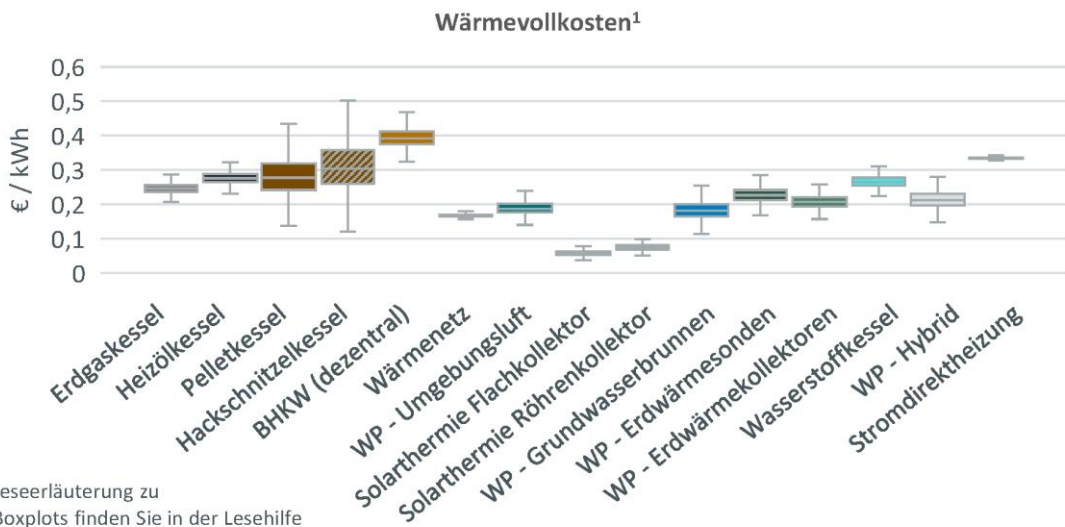 Wärmevollkosten¹
€ / kWh
0,6
0,5
0,4
0,3
0,2
0,1
0
Erdgaskessel
Heizölkessel
Pelletkessel
Hackschnitzelkessel
BHKW (dezentral)
Wärmenetz
WP - Umgebungsluft
Solarthermie Flachkollektor
Solarthermie Röhrenkollektor
WP - Grundwasserbrunnen
WP - Erdwärmesonden
WP - Erdwärmekollektoren
Wasserstoffkessel
WP - Hybrid
Stromdirektheizung
eseerläuterung zu
Boxplots finden Sie in der Lesehilfe